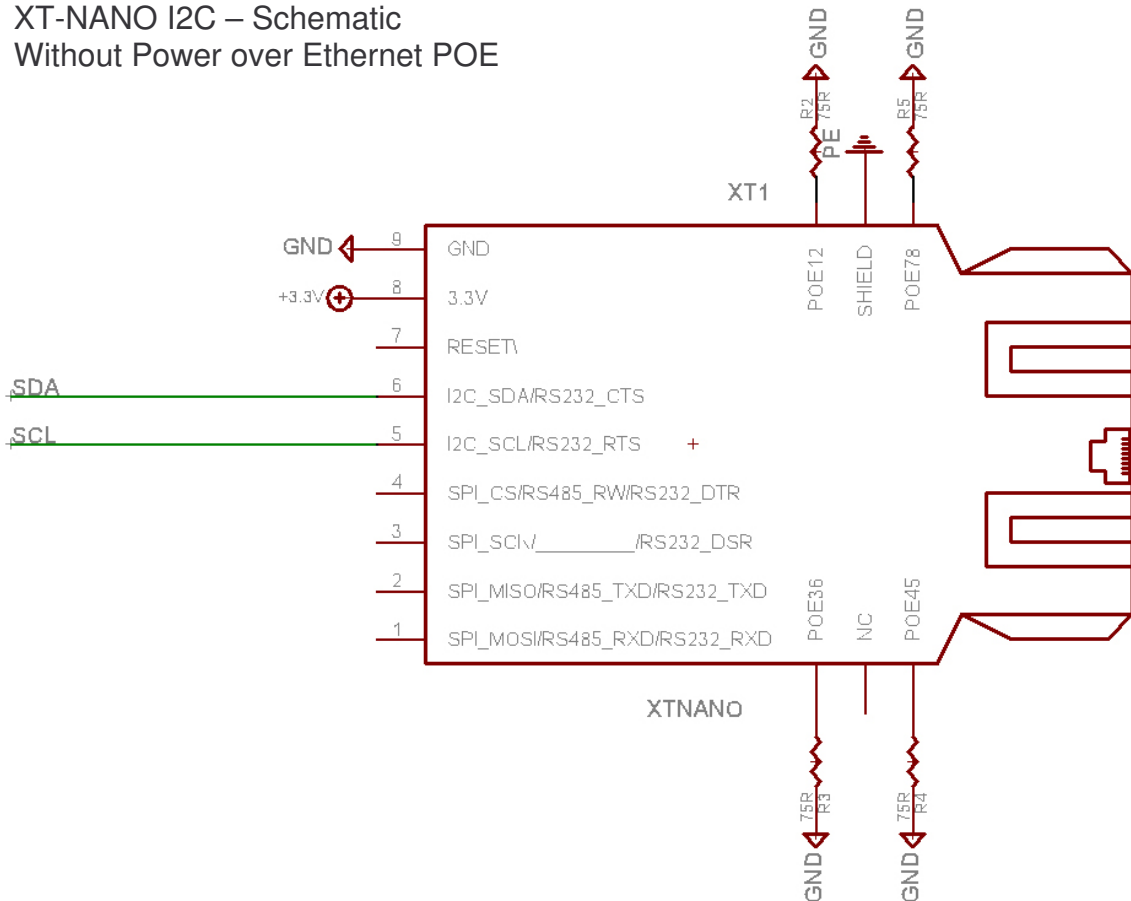 XT-NANO I2C – Schematic
Without Power over Ethernet POE
GND
GND
R2
75R
R5
75R
PE
XT1
GND
9
GND
+3.3V
8
3.3V
7
RESET\
SDA
6
I2C_SDA/RS232_CTS
SCL
5
I2C_SCL/RS232_RTS
4
SPI_CS/RS485_RW/RS232_DTR
3
SPI_SCK/________/RS232_DSR
2
SPI_MISO/RS485_TXD/RS232_TXD
1
SPI_MOSI/RS485_RXD/RS232_RXD
POE12
SHIELD
POE78
POE36
NC
POE45
XTNANO
75R
R3
75R
R4
GND
GND